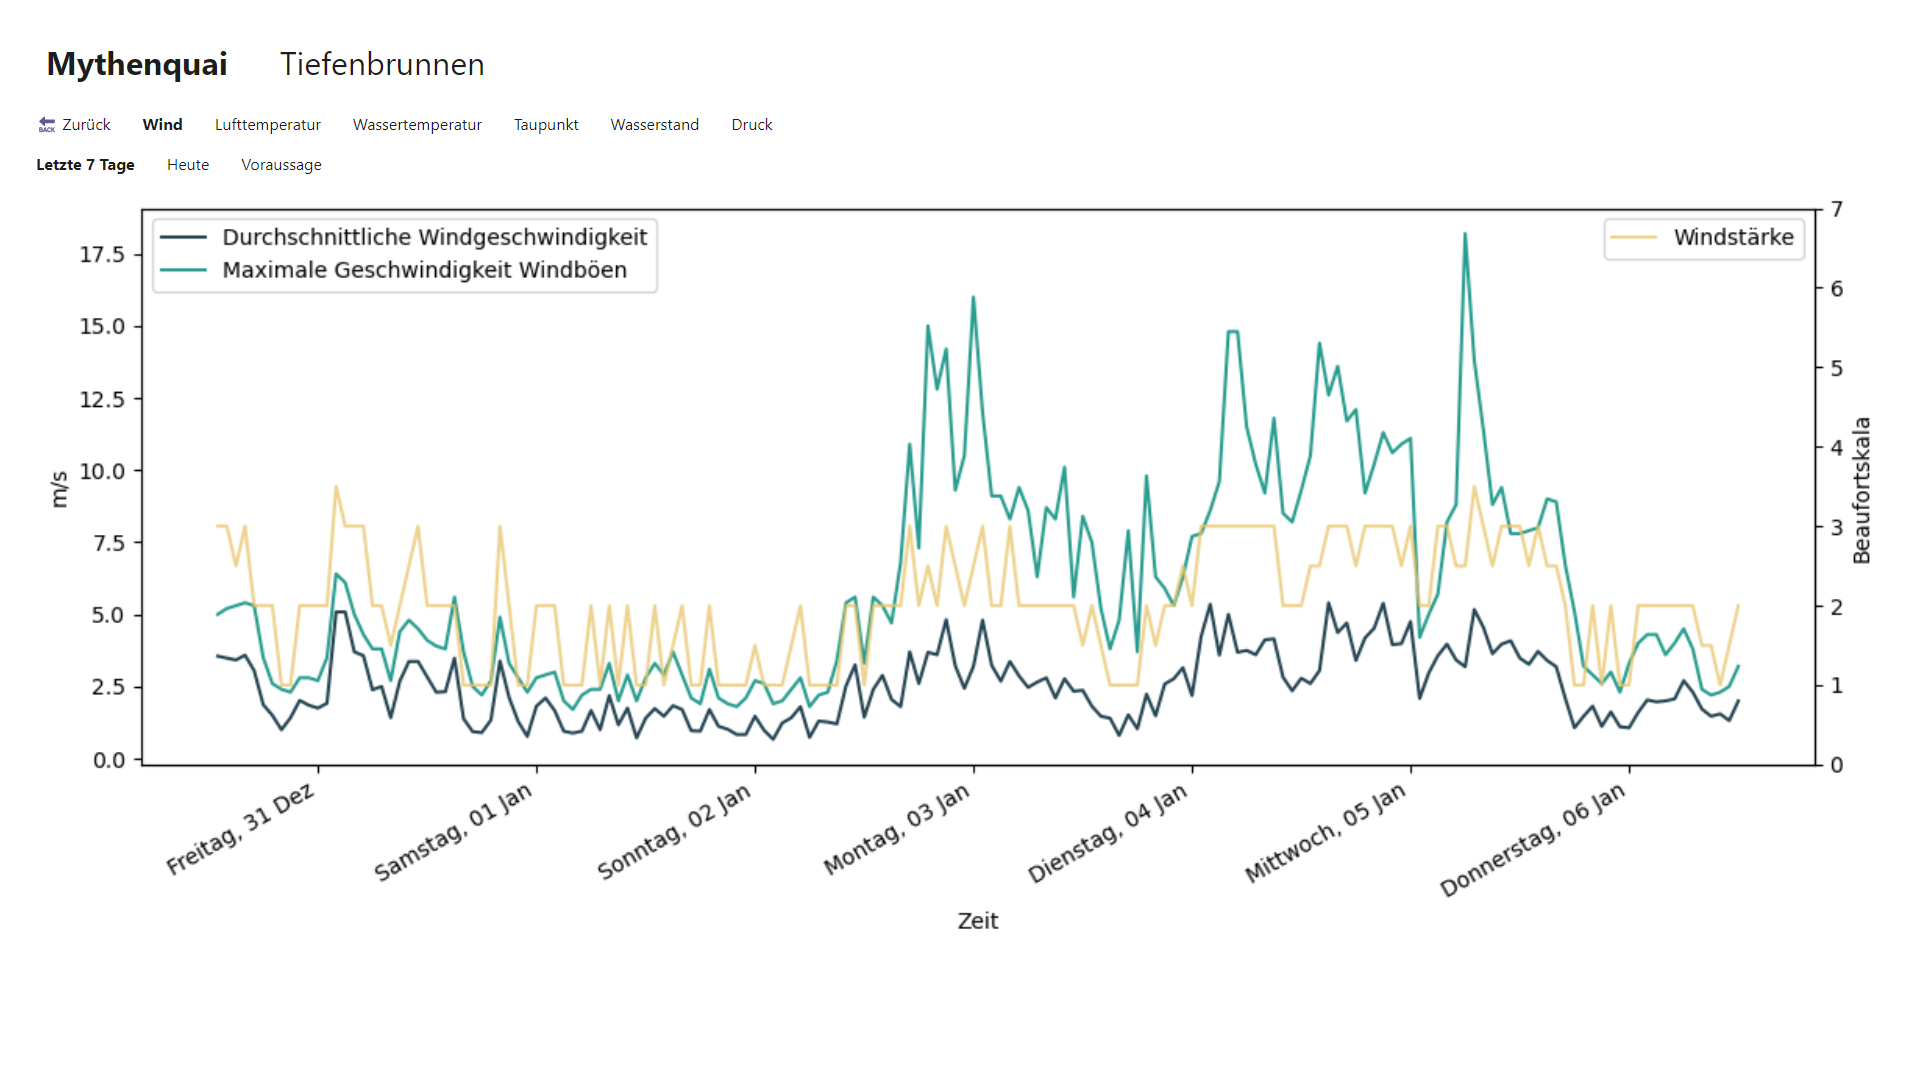 Mythenquai Tiefenbrunnen
BACK Zurück Wind Lufttemperatur Wassertemperatur Taupunkt Wasserstand Druck
Letzte 7 Tage Heute Voraussage
Durchschnittliche Windgeschwindigkeit
Maximale Geschwindigkeit Windböen
Windstärke
17.5
15.0
12.5
10.0
7.5
5.0
2.5
0.0
m/s
7
6
5
4
3
2
1
0
Beaufortskala
Freitag, 31 Dez
Samstag, 01 Jan
Sonntag, 02 Jan
Montag, 03 Jan
Dienstag, 04 Jan
Mittwoch, 05 Jan
Donnerstag, 06 Jan
Zeit